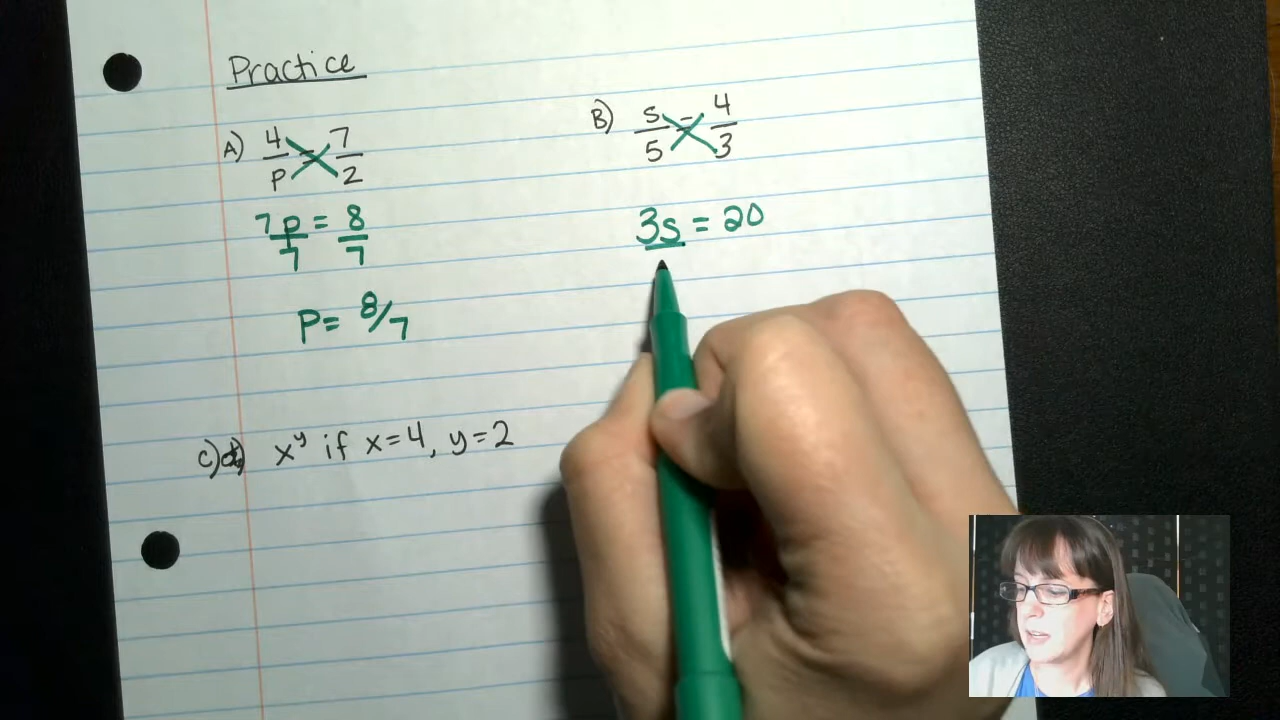 Practice
A) 4/p = 7/2
7p/7 = 8/7
p = 8/7
B) s/5 = 4/3
3s = 20
c) x^y if x=4, y=2